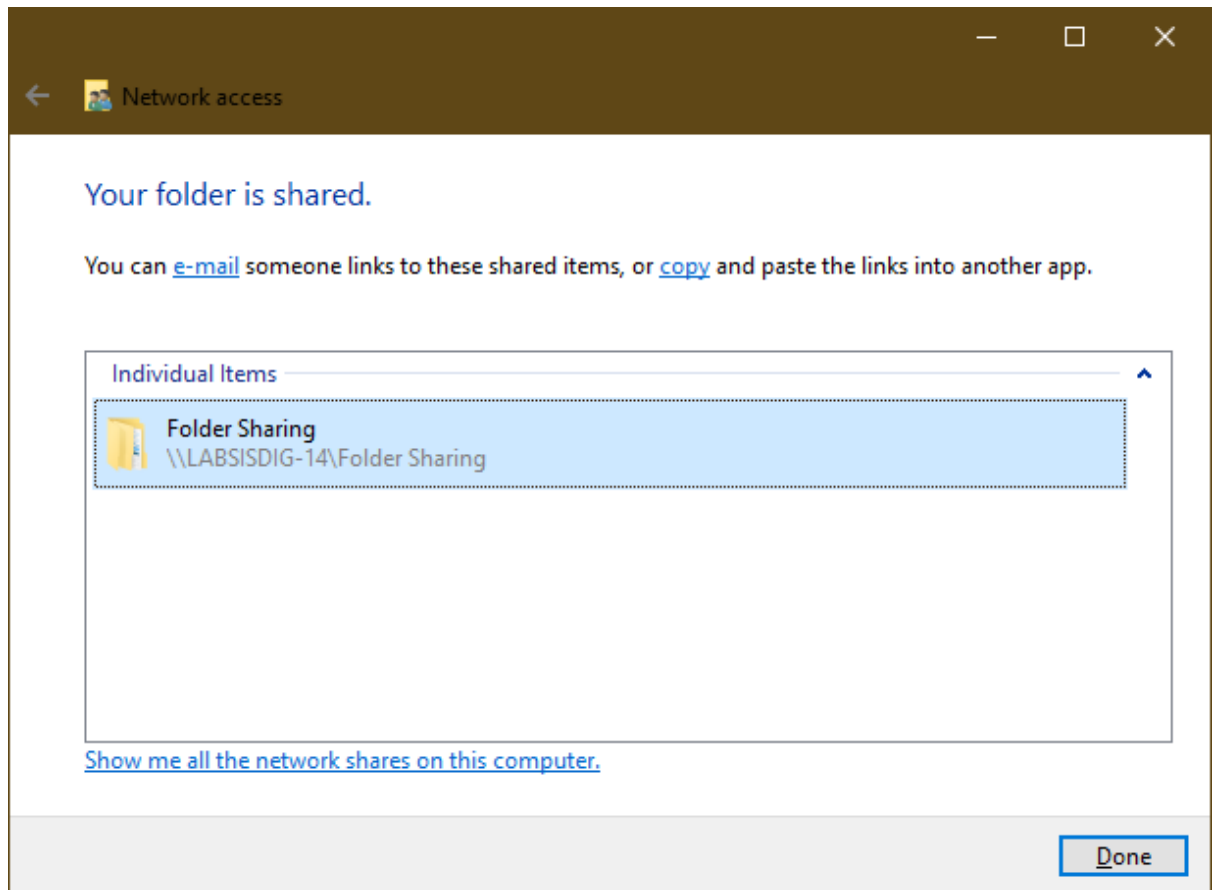 Network access
Your folder is shared.
You can e-mail someone links to these shared items, or copy and paste the links into another app.
Individual Items
Folder Sharing
\\LABSISDIG-14\Folder Sharing
Show me all the network shares on this computer.
Done